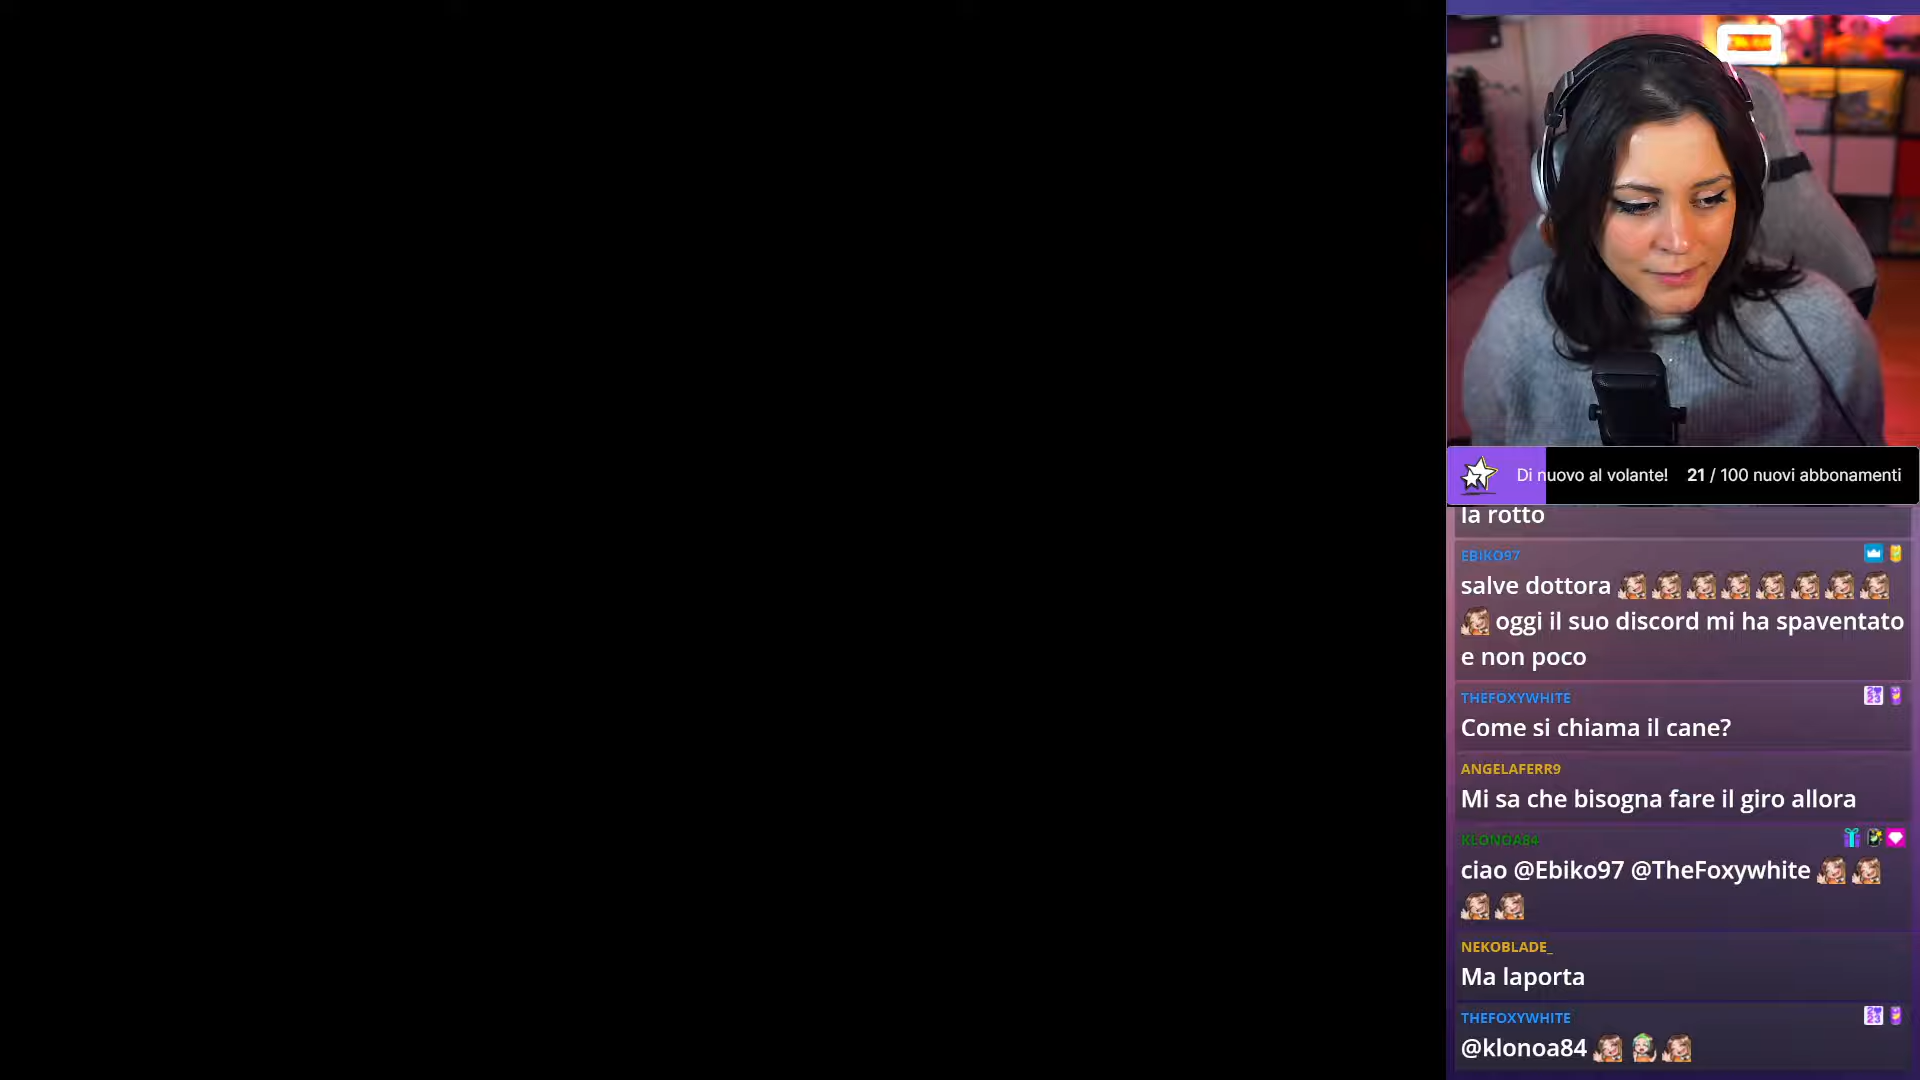 Di nuovo al volante! 21 / 100 nuovi abbonamenti
la rotto
EBIKO97
salve dottora
oggi il suo discord mi ha spaventato
e non poco
THEFOXYWHITE
Come si chiama il cane?
ANGELAFERR9
Mi sa che bisogna fare il giro allora
KLONOA84
ciao @Ebiko97 @TheFoxywhite
NEKOBLADE_
Ma laporta
THEFOXYWHITE
@klonoa84